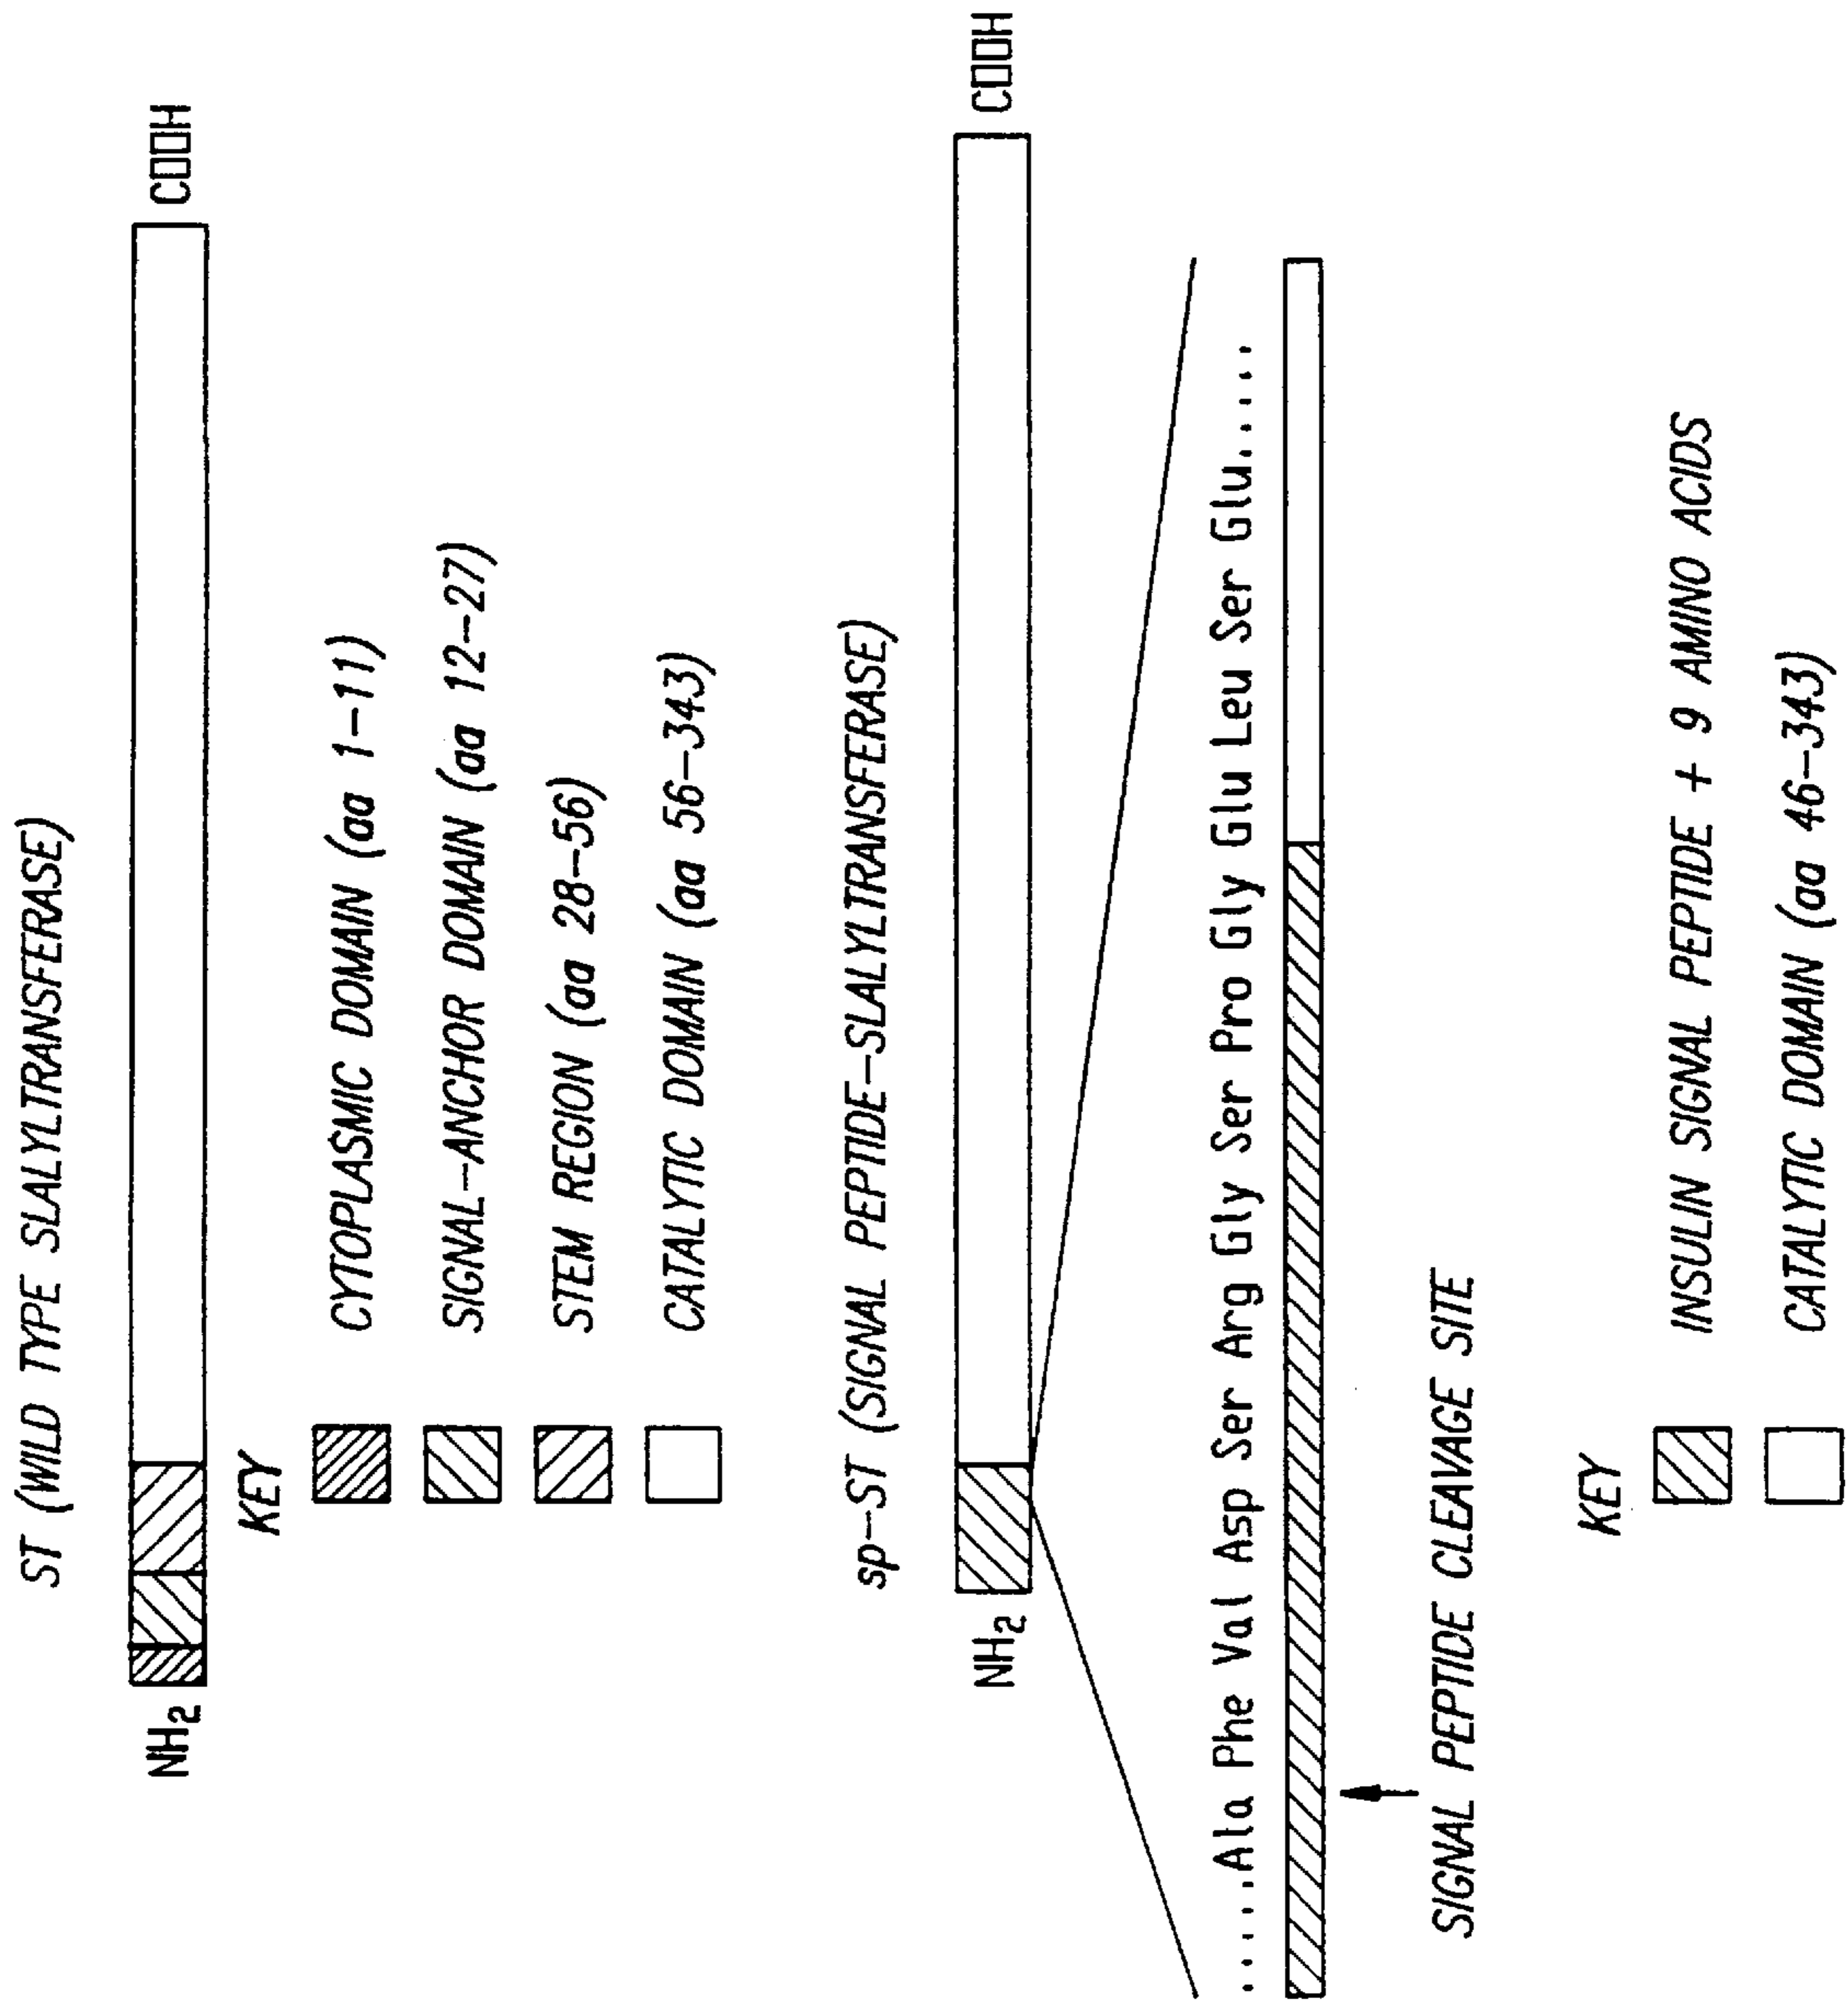 ST (WILD TYPE SLALYLTRANSFERASE)
NH2
COOH
KEY
CYTOPLASMIC DOMAIN (aa 1-11)
SIGNAL-ANCHOR DOMAIN (aa 12-27)
STEM REGION (aa 28-56)
CATALYTIC DOMAIN (aa 56-343)
sp-ST (SIGNAL PEPTIDE-SLALYLTRANSFERASE)
NH2
COOH
......Ala Phe Val Asp Ser Arg Gly Ser Pro Gly Glu Leu Ser Glu......
SIGNAL PEPTIDE CLEAVAGE SITE
KEY
INSULIN SIGNAL PEPTIDE + 9 AMINO ACIDS
CATALYTIC DOMAIN (aa 46-343)